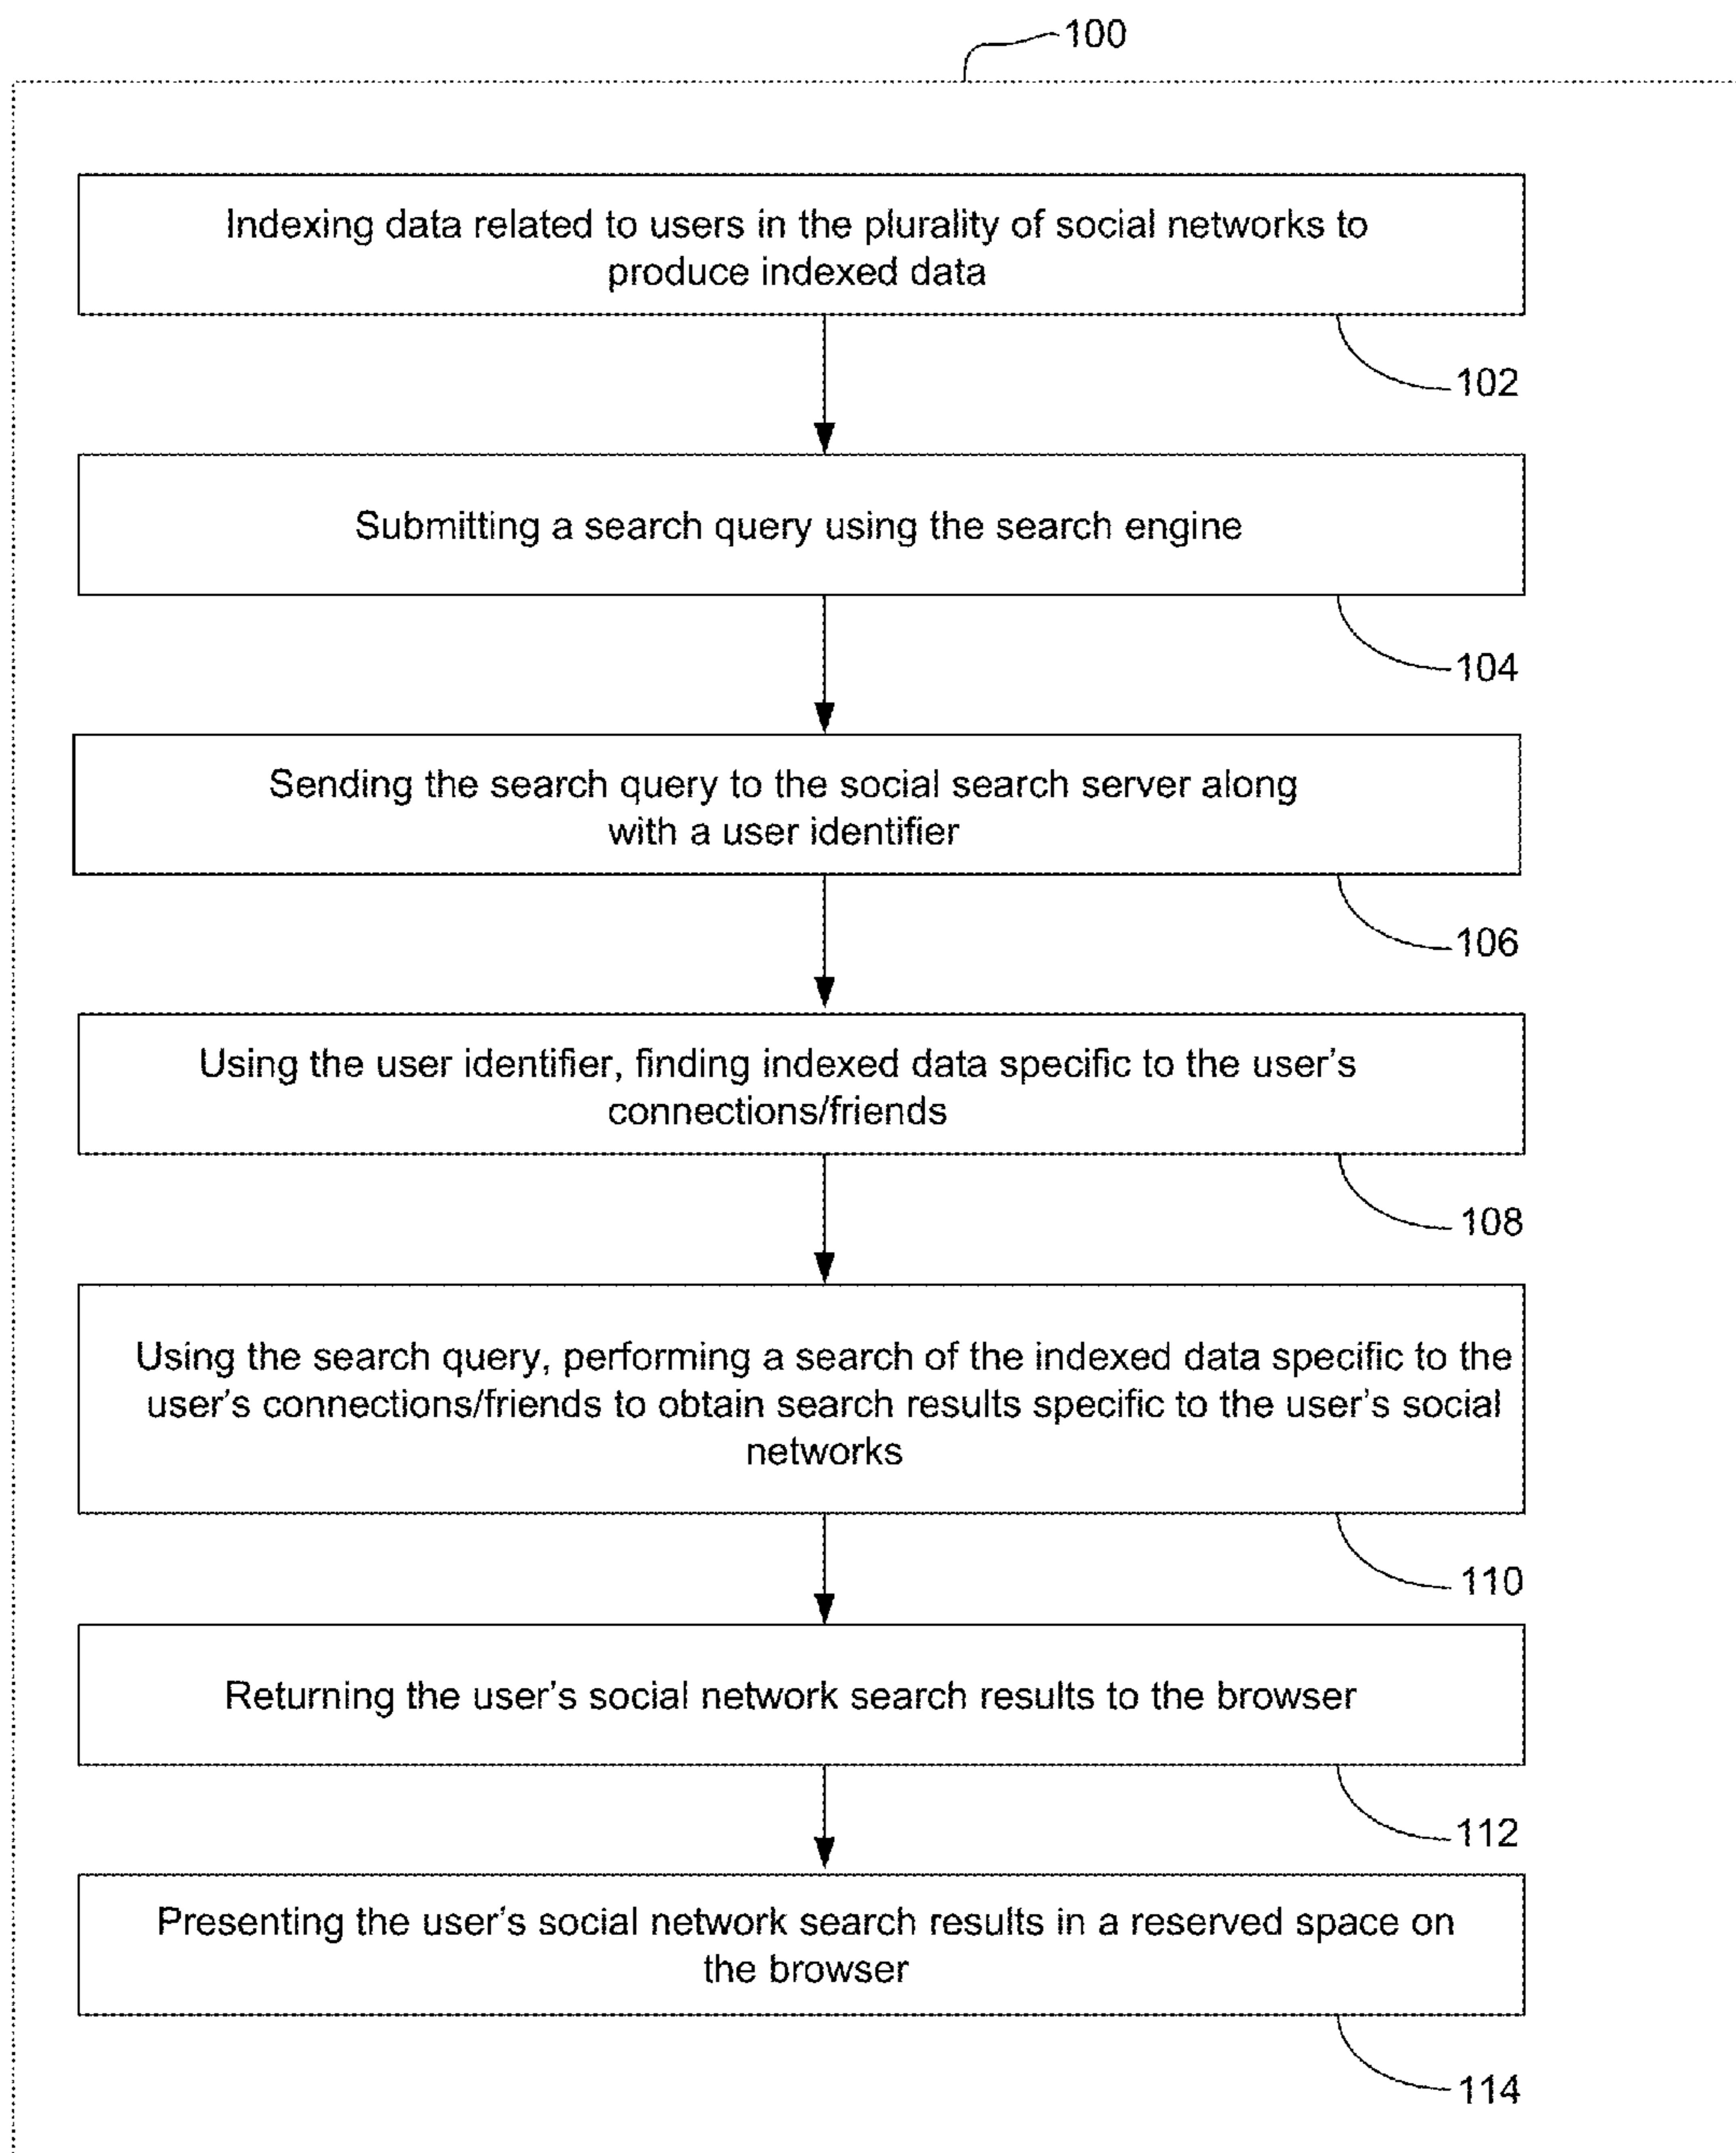 100
Indexing data related to users in the plurality of social networks to
produce indexed data
102
Submitting a search query using the search engine
104
Sending the search query to the social search server along
with a user identifier
106
Using the user identifier, finding indexed data specific to the user’s
connections/friends
108
Using the search query, performing a search of the indexed data specific to the
user’s connections/friends to obtain search results specific to the user’s social
networks
110
Returning the user’s social network search results to the browser
112
Presenting the user’s social network search results in a reserved space on
the browser
114